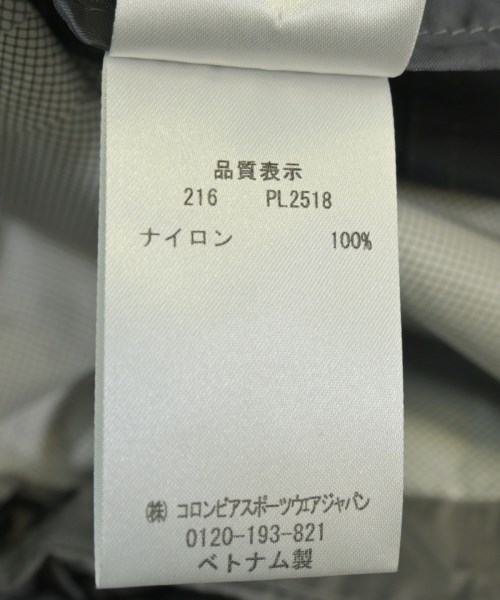 品質表示
216 PL2518
ナイロン 100%
㈱ コロンビアスポーツウエアジャパン
0120-193-821
ベトナム製